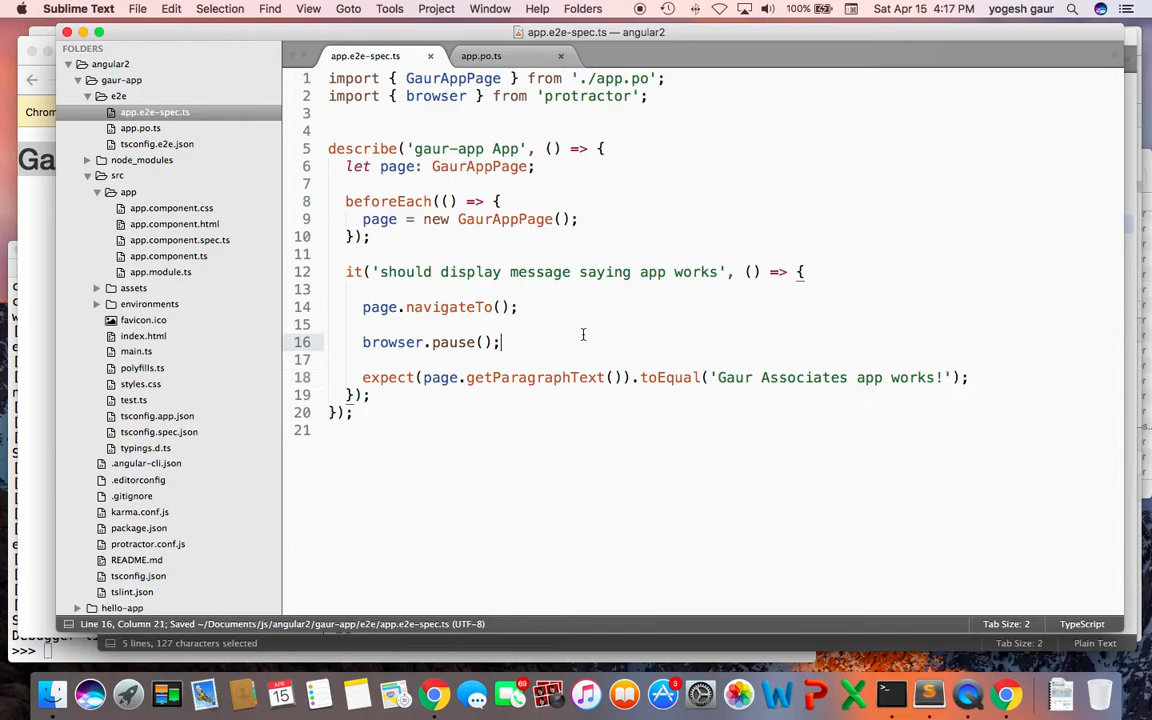 Sublime Text File Edit Selection Find View Goto Tools Project Window Help Folders 100% Sat Apr 15 4:17 PM yogesh gaur
app.e2e-spec.ts — angular2
FOLDERS
angular2
gaur-app
e2e
app.e2e-spec.ts
app.po.ts
tsconfig.e2e.json
node_modules
src
app
app.component.css
app.component.html
app.component.spec.ts
app.component.ts
app.module.ts
assets
environments
favicon.ico
index.html
main.ts
polyfills.ts
styles.css
test.ts
tsconfig.app.json
tsconfig.spec.json
typings.d.ts
.angular-cli.json
.editorconfig
.gitignore
karma.conf.js
package.json
protractor.conf.js
README.md
tsconfig.json
tslint.json
hello-app
app.e2e-spec.ts app.po.ts
1 import { GaurAppPage } from './app.po';
2 import { browser } from 'protractor';
3
4
5 describe('gaur-app App', () => {
6 let page: GaurAppPage;
7
8 beforeEach(() => {
9 page = new GaurAppPage();
10 });
11
12 it('should display message saying app works', () => {
13
14 page.navigateTo();
15
16 browser.pause();
17
18 expect(page.getParagraphText()).toEqual('Gaur Associates app works!');
19 });
20 });
21
Line 16, Column 21; Saved ~/Documents/js/angular2/gaur-app/e2e/app.e2e-spec.ts (UTF-8) Tab Size: 2 TypeScript
5 lines, 127 characters selected Tab Size: 2 Plain Text
Chrom
Ga
>>>
APR
15
69
3